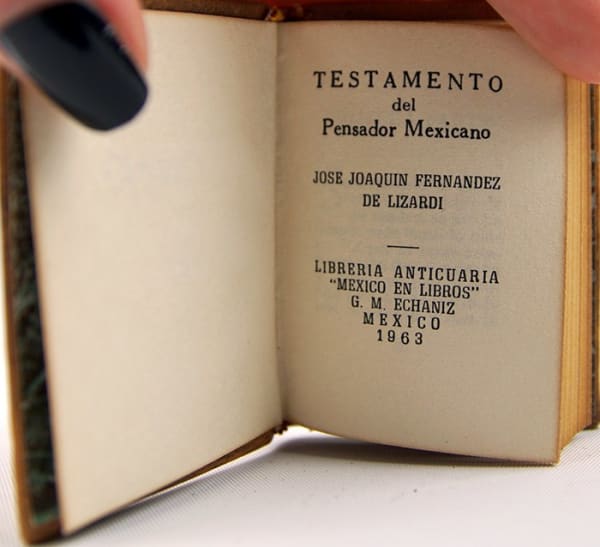 TESTAMENTO
del
Pensador Mexicano
JOSE JOAQUIN FERNANDEZ
DE LIZARDI
LIBRERIA ANTICUARIA
"MEXICO EN LIBROS"
G. M. ECHANIZ
MEXICO
1963